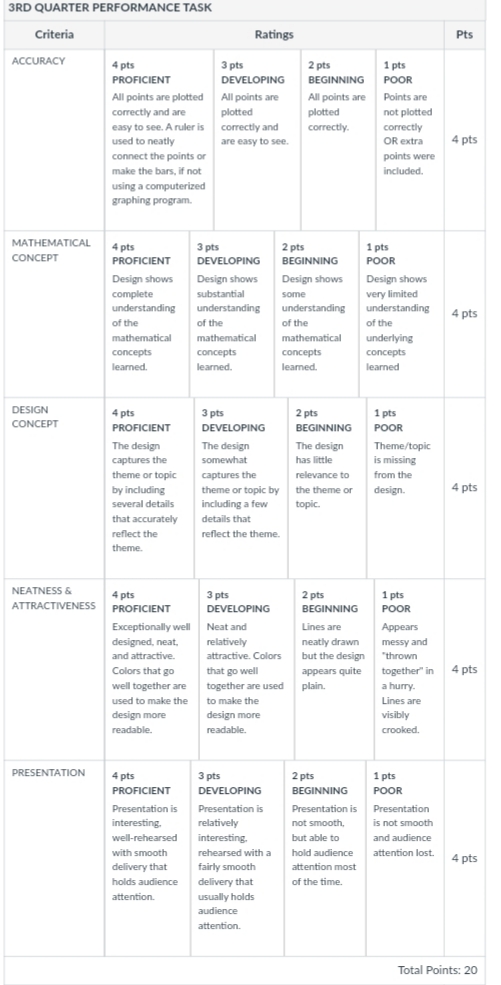 3RD QUARTER PERFORMANCE TASK
Criteria
Ratings
Pts
ACCURACY
4 pts
PROFICIENT
All points are plotted
correctly and are
easy to see. A ruler is
used to neatly
connect the points or
make the bars, if not
using a computerized
graphing program.
3 pts
DEVELOPING
All points are
plotted
correctly and
are easy to see.
2 pts
BEGINNING
All points are
plotted
correctly.
1 pts
POOR
Points are
not plotted
correctly
OR extra
points were
included.
4 pts
MATHEMATICAL
CONCEPT
4 pts
PROFICIENT
Design shows
complete
understanding
of the
mathematical
concepts
learned.
3 pts
DEVELOPING
Design shows
substantial
understanding
of the
mathematical
concepts
learned.
2 pts
BEGINNING
Design shows
some
understanding
of the
mathematical
concepts
learned.
1 pts
POOR
Design shows
very limited
understanding
of the
underlying
concepts
learned
4 pts
DESIGN
CONCEPT
4 pts
PROFICIENT
The design
captures the
theme or topic
by including
several details
that accurately
reflect the
theme.
3 pts
DEVELOPING
The design
somewhat
captures the
theme or topic by
including a few
details that
reflect the theme.
2 pts
BEGINNING
The design
has little
relevance to
the theme or
topic.
1 pts
POOR
Theme/topic
is missing
from the
design.
4 pts
NEATNESS &
ATTRACTIVENESS
4 pts
PROFICIENT
Exceptionally well
designed, neat,
and attractive.
Colors that go
well together are
used to make the
design more
readable.
3 pts
DEVELOPING
Neat and
relatively
attractive. Colors
that go well
together are used
to make the
design more
readable.
2 pts
BEGINNING
Lines are
neatly drawn
but the design
appears quite
plain.
1 pts
POOR
Appears
messy and
"thrown
together" in
a hurry.
Lines are
visibly
crooked.
4 pts
PRESENTATION
4 pts
PROFICIENT
Presentation is
interesting,
well-rehearsed
with smooth
delivery that
holds audience
attention.
3 pts
DEVELOPING
Presentation is
relatively
interesting,
rehearsed with a
fairly smooth
delivery that
usually holds
audience
attention.
2 pts
BEGINNING
Presentation is
not smooth,
but able to
hold audience
attention most
of the time.
1 pts
POOR
Presentation
is not smooth
and audience
attention lost.
4 pts
Total Points: 20